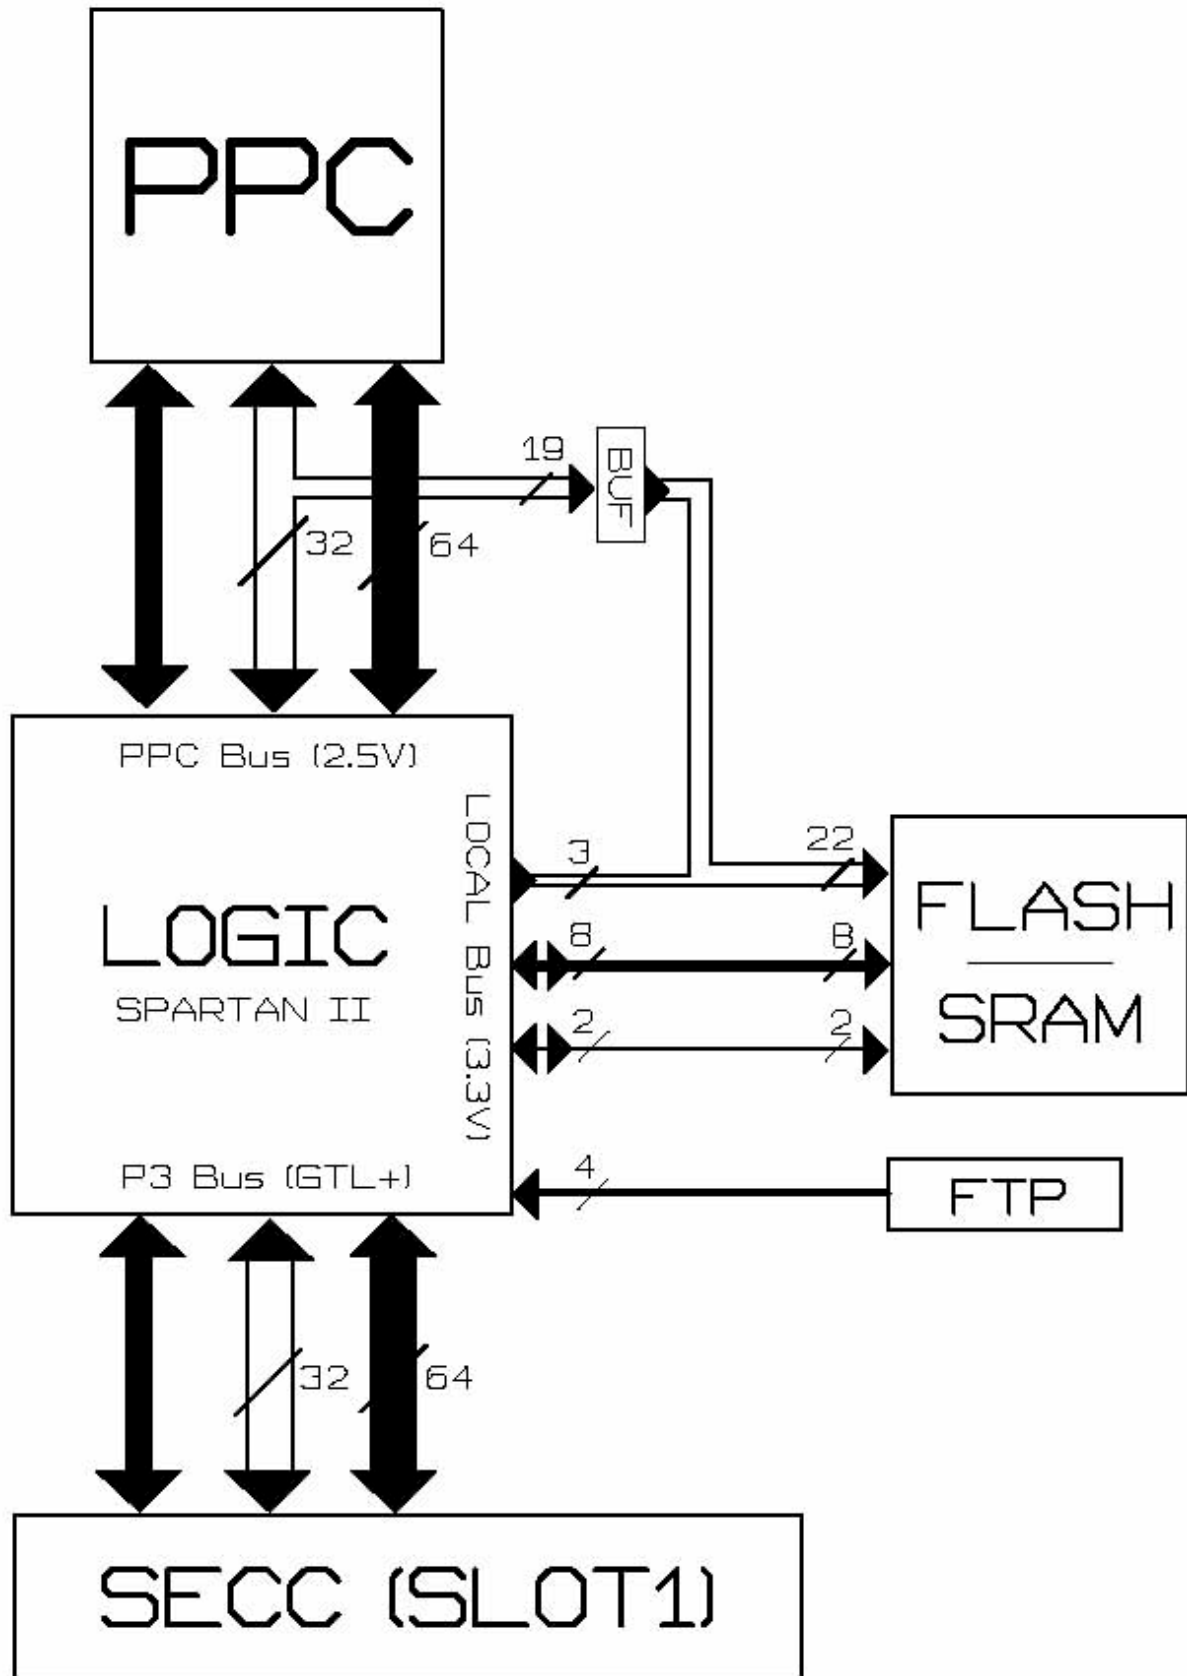 PPC
19
BUF
32
64
PPC Bus (2.5V)
LOCAL Bus (3.3V)
3
22
LOGIC
SPARTAN II
8
8
FLASH
SRAM
2
2
P3 Bus (GTL+)
4
FTP
32
64
SECC (SLOT1)